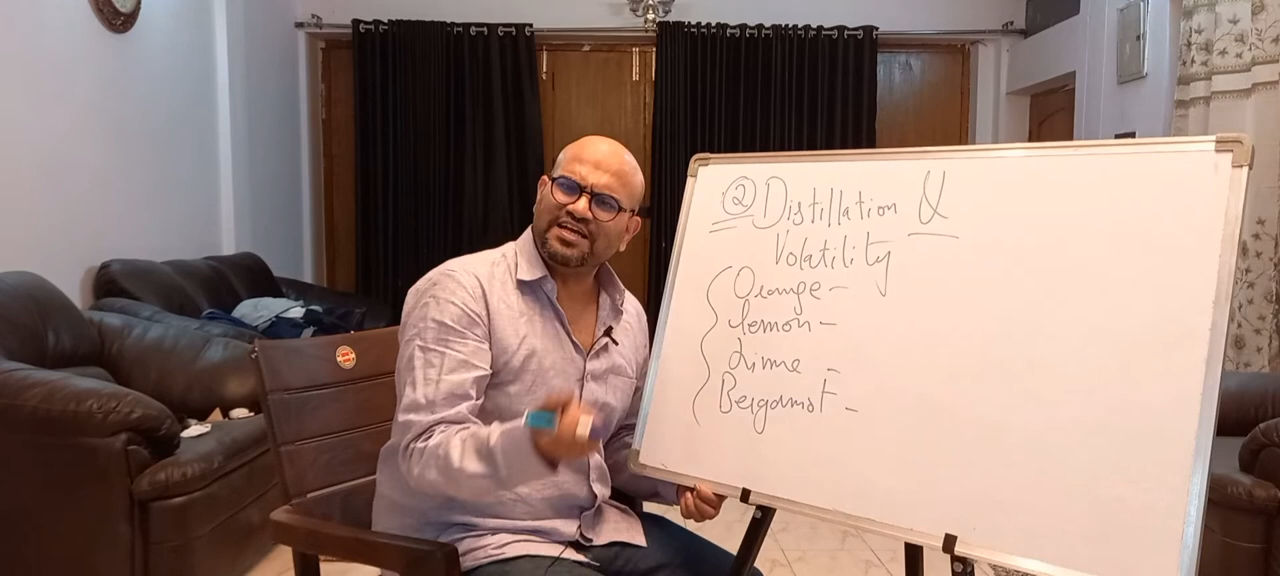 ② Distillation &
Volatility
Orange -
Lemon -
Lime -
Bergamot -